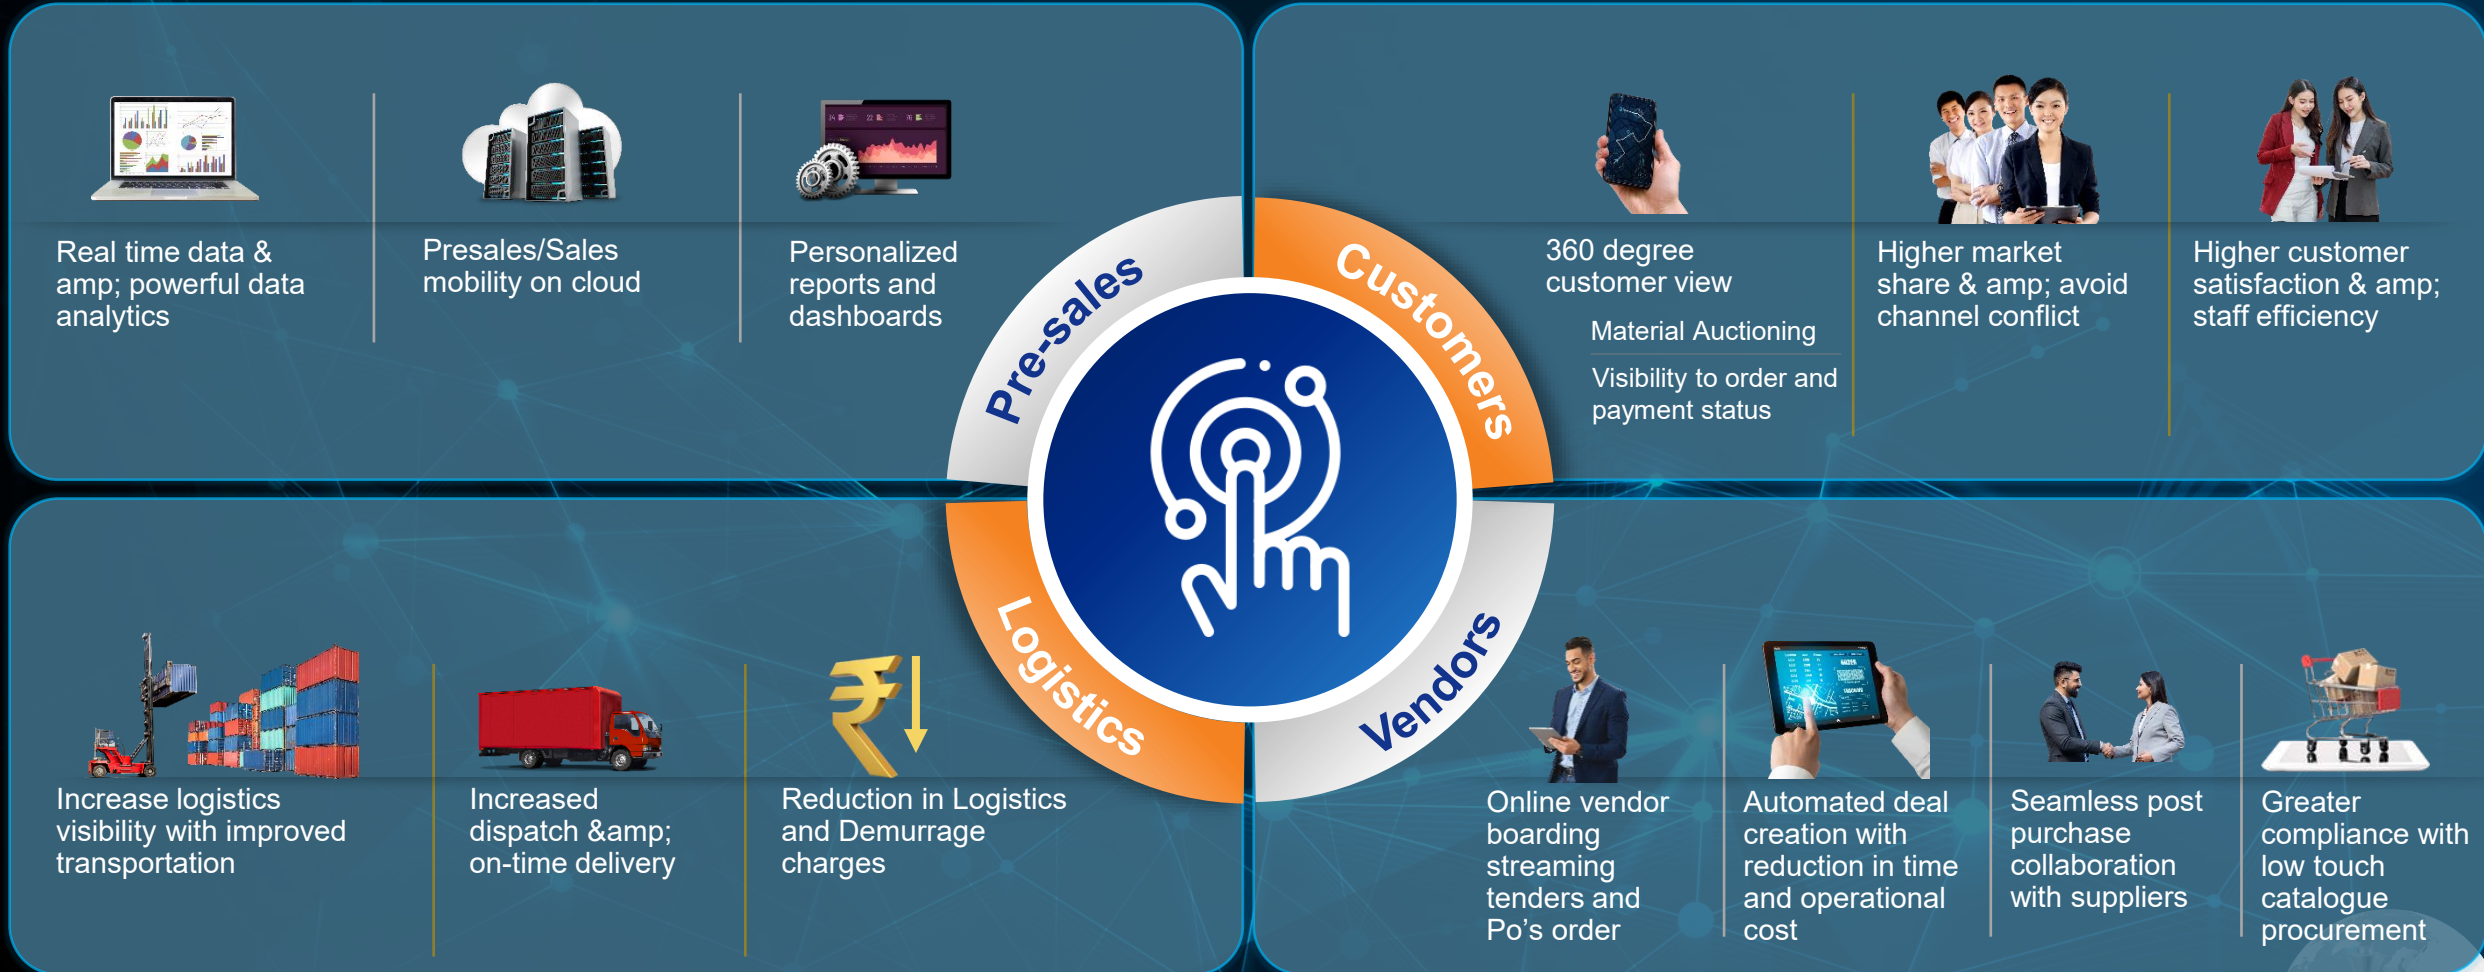 Real time data &
amp; powerful data
analytics
Presales/Sales
mobility on cloud
Personalized
reports and
dashboards
Pre-sales
Customers
360 degree
customer view
Material Auctioning
Visibility to order and
payment status
Higher market
share & amp; avoid
channel conflict
Higher customer
satisfaction & amp;
staff efficiency
Logistics
Increase logistics
visibility with improved
transportation
Increased
dispatch &amp;
on-time delivery
Reduction in Logistics
and Demurrage
charges
Vendors
Online vendor
boarding
streaming
tenders and
Po’s order
Automated deal
creation with
reduction in time
and operational
cost
Seamless post
purchase
collaboration
with suppliers
Greater
compliance with
low touch
catalogue
procurement